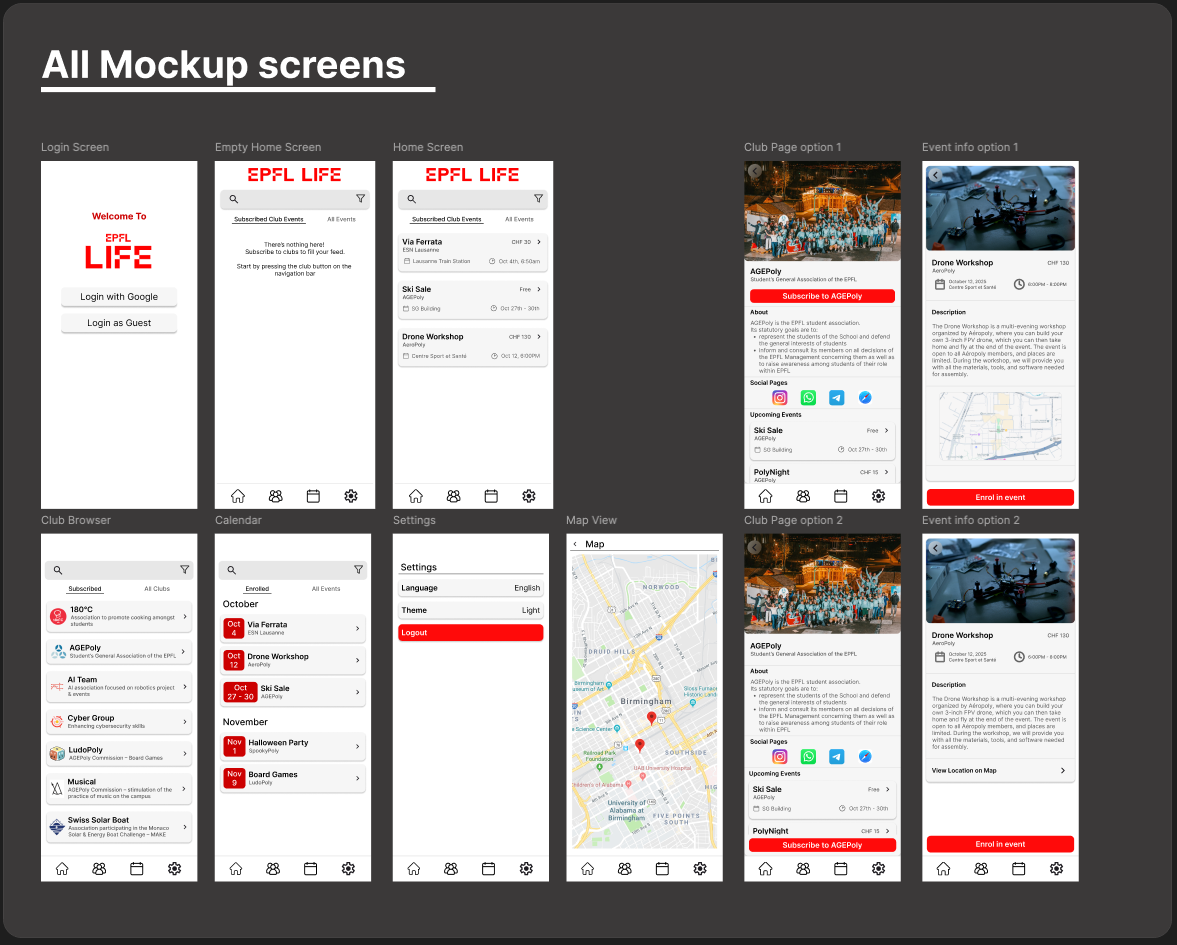 All Mockup screens
Login Screen
Welcome To
EPFL
LIFE
Login with Google
Login as Guest
Empty Home Screen
EPFL LIFE
Subscribed Club Events
All Events
There's nothing here!
Subscribe to clubs to fill your feed.
Start by pressing the club button on the
navigation bar
Home Screen
EPFL LIFE
Subscribed Club Events
All Events
Via Ferrata
CHF 30
ESN Lausanne
Lausanne Train Station
Oct 4th, 6:50am
Ski Sale
Free
AGEPoly
SG Building
Oct 27th - 30th
Drone Workshop
CHF 130
AeroPoly
Centre Sport et Santé
Oct 12, 6:00PM
Club Page option 1
AGEPoly
Student's General Association of the EPFL
Subscribe to AGEPoly
About
AGEPoly is the EPFL student association.
Its statutory goals are to:
• represent the students of the School and defend
the general interests of students
• inform and consult its members on all decisions of
the EPFL Management concerning them as well as
to raise awareness among students of their role
within EPFL
Social Pages
Upcoming Events
Ski Sale
Free
AGEPoly
SG Building
Oct 27th - 30th
PolyNight
CHF 15
AGEPoly
Event info option 1
Drone Workshop
CHF 130
AeroPoly
October 12, 2025
Centre Sport et Santé
6:00PM - 8:00PM
Description
The Drone Workshop is a multi-evening workshop
organized by Aéropoly, where you can build your
own 3-inch FPV drone, which you can then take
home and fly at the end of the event. The event is
open to all Aéropoly members, and places are
limited. During the workshop, we will provide you
with all the materials, tools, and software needed
for assembly.
Enrol in event
Club Browser
Subscribed
All Clubs
180°C
Association to promote cooking amongst
students
AGEPoly
Student's General Association of the EPFL
AI Team
AI association focused on robotics project
& events
Cyber Group
Enhancing cybersecurity skills
LudoPoly
AGEPoly Commission – Board Games
Musical
AGEPoly Commission – stimulation of the
practice of music on the campus
Swiss Solar Boat
Association participating in the Monaco
Solar & Energy Boat Challenge – MAKE
Calendar
Enrolled
All Events
October
Oct
4
Via Ferrata
ESN Lausanne
Oct
12
Drone Workshop
AeroPoly
Oct
27 - 30
Ski Sale
AGEPoly
November
Nov
1
Halloween Party
SpookyPoly
Nov
9
Board Games
LudoPoly
Settings
Settings
Language
English
Theme
Light
Logout
Map View
Map
NORWOOD
DRUID HILLS
Birmingham
useum of Art
Sloss Furnac
Historic Land
Birmingham
e Science Center
Railroad Park
Foundation
SOUTHSIDE
UAB University Hospital
hildren's of Alabama
University of
Alabama at
Birmingham
FIVE POINTS
SOUTH
Club Page option 2
AGEPoly
Student's General Association of the EPFL
About
AGEPoly is the EPFL student association.
Its statutory goals are to:
• represent the students of the School and defend
the general interests of students
• inform and consult its members on all decisions of
the EPFL Management concerning them as well as
to raise awareness among students of their role
within EPFL
Social Pages
Upcoming Events
Ski Sale
Free
AGEPoly
SG Building
Oct 27th - 30th
PolyNight
CHF 15
Subscribe to AGEPoly
Event info option 2
Drone Workshop
CHF 130
AeroPoly
October 12, 2025
Centre Sport et Santé
6:00PM - 8:00PM
Description
The Drone Workshop is a multi-evening workshop
organized by Aéropoly, where you can build your
own 3-inch FPV drone, which you can then take
home and fly at the end of the event. The event is
open to all Aéropoly members, and places are
limited. During the workshop, we will provide you
with all the materials, tools, and software needed
for assembly.
View Location on Map
Enrol in event